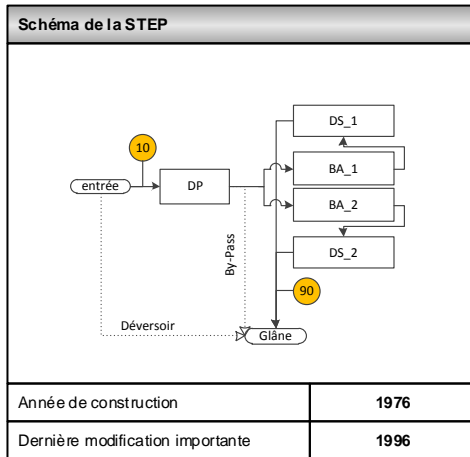 Schéma de la STEP
DS_1
10
BA_1
entrée
DP
BA_2
By-Pass
DS_2
90
Déversoir
Glâne
Année de construction 1976
Dernière modification importante 1996